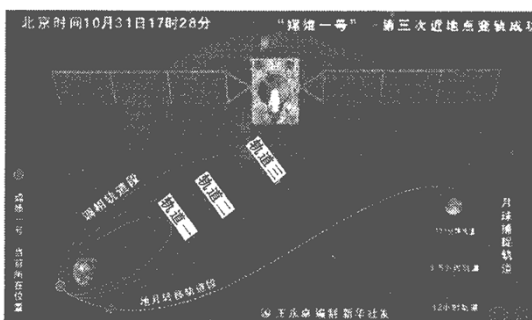 北京时间10月31日17时28分
“嫦娥一号” 第三次近地点变轨成功
调相轨道段
轨道一
轨道二
轨道三
嫦娥一号 当前所在位置
地月转移轨道段
月球捕捉轨道
12小时轨道
王永卓 编制 新华社发